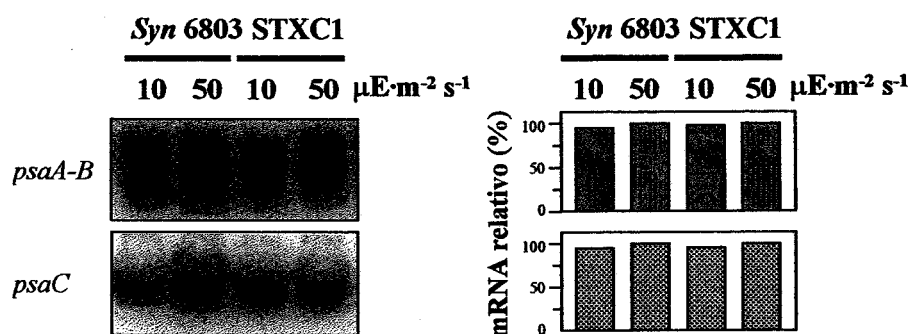 Syn 6803 STXC1
10 50 10 50 µE·m-2 s-1
psaA-B
psaC
Syn 6803 STXC1
10 50 10 50 µE·m-2 s-1
mRNA relativo (%)
100
50
0
100
50
0